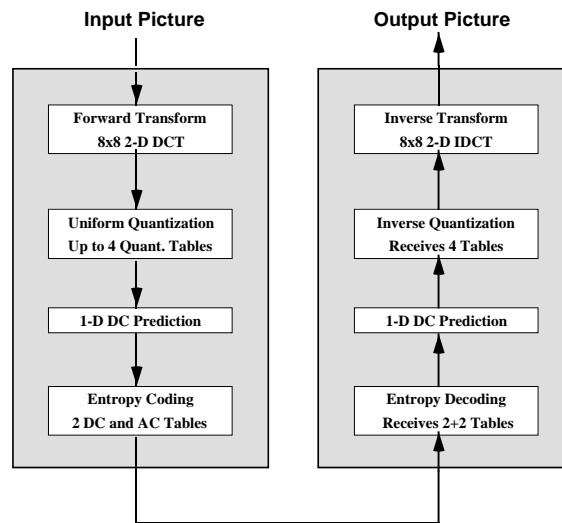 Input Picture
Forward Transform
8x8 2-D DCT
Uniform Quantization
Up to 4 Quant. Tables
1-D DC Prediction
Entropy Coding
2 DC and AC Tables
Output Picture
Inverse Transform
8x8 2-D IDCT
Inverse Quantization
Receives 4 Tables
1-D DC Prediction
Entropy Decoding
Receives 2+2 Tables